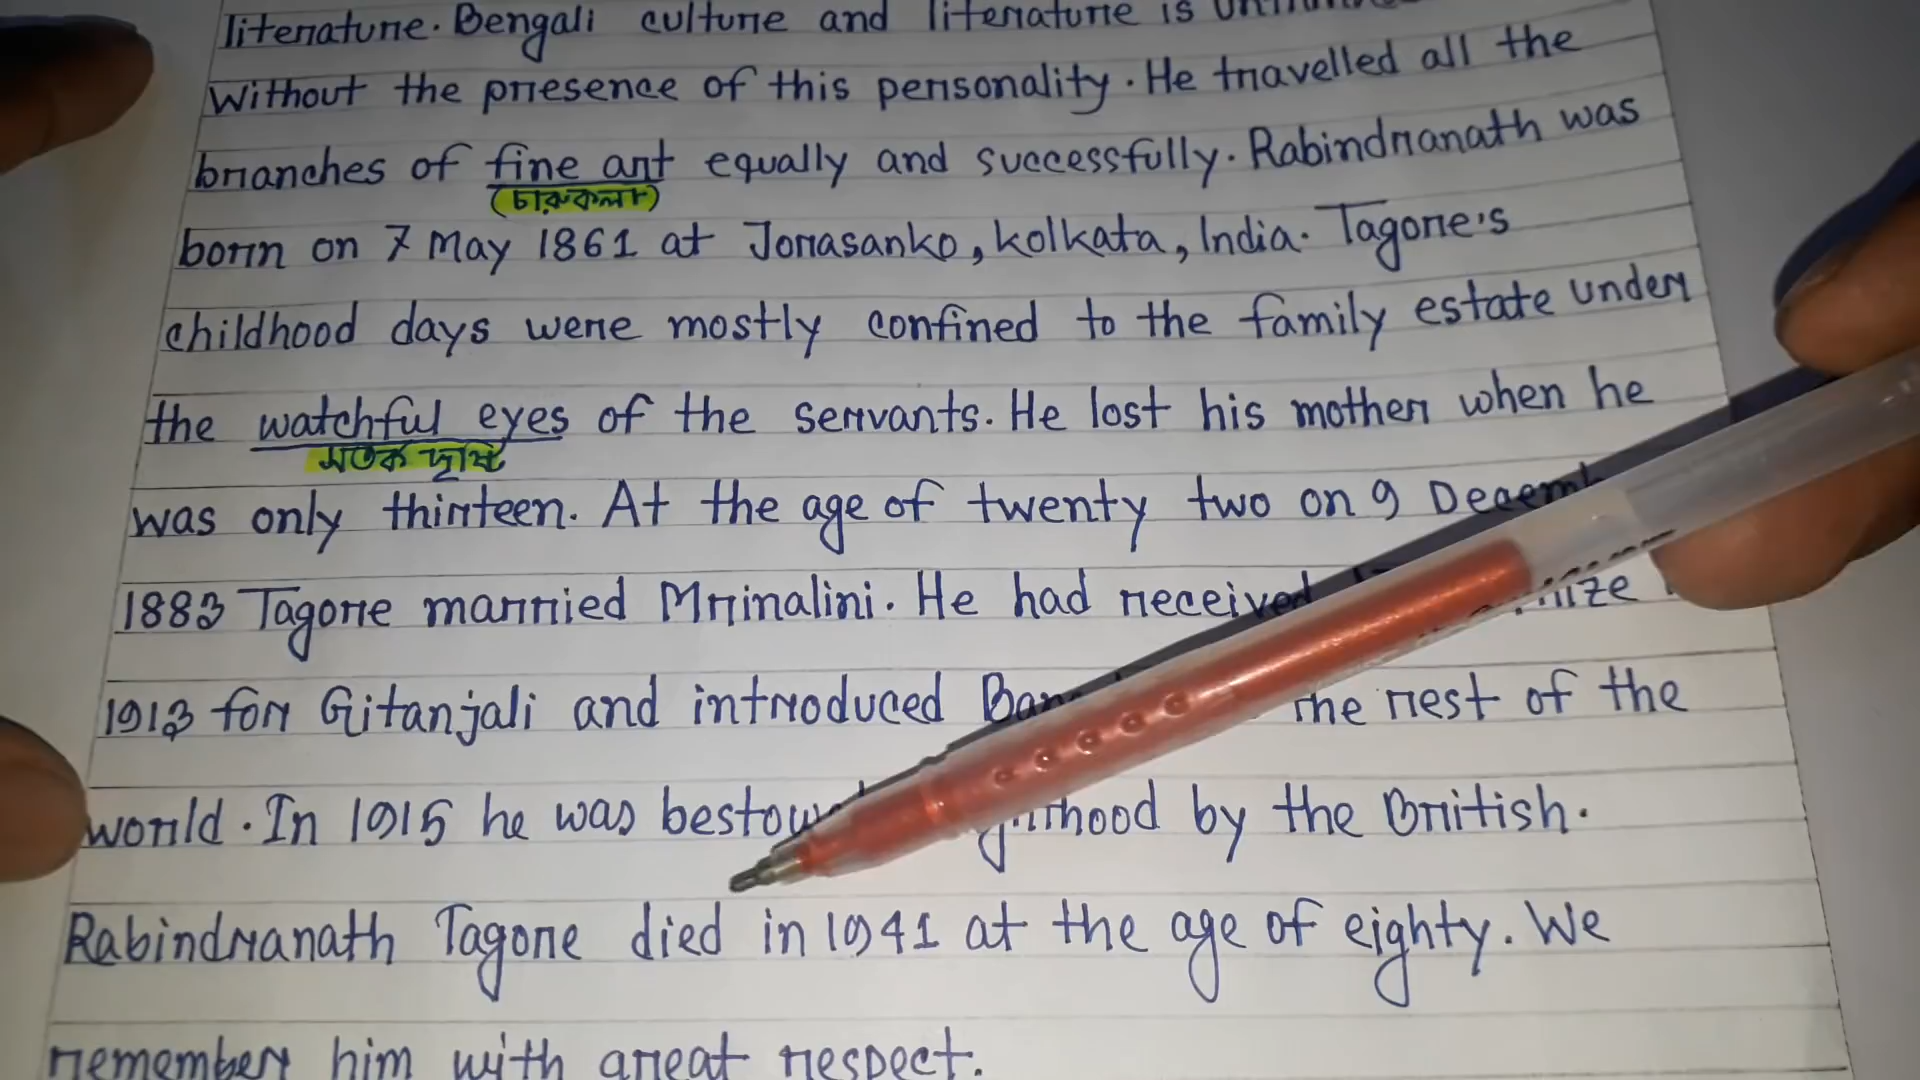 literature. Bengali culture and literature is
Without the presence of this personality. He travelled all the
branches of fine art equally and successfully. Rabindranath was
(চারুকলা)
born on 7 May 1861 at Jorasanko, Kolkata, India. Tagore's
childhood days were mostly confined to the family estate under
the watchful eyes of the servants. He lost his mother when he
সতর্ক দৃষ্টি
was only thirteen. At the age of twenty two on 9
1883 Tagore married Mrinalini. He had received
1913 for Gitanjali and introduced the rest of the
world. In 1915 he was by the British.
Rabindranath Tagore died in 1941 at the age of eighty. We
remember him with great respect.